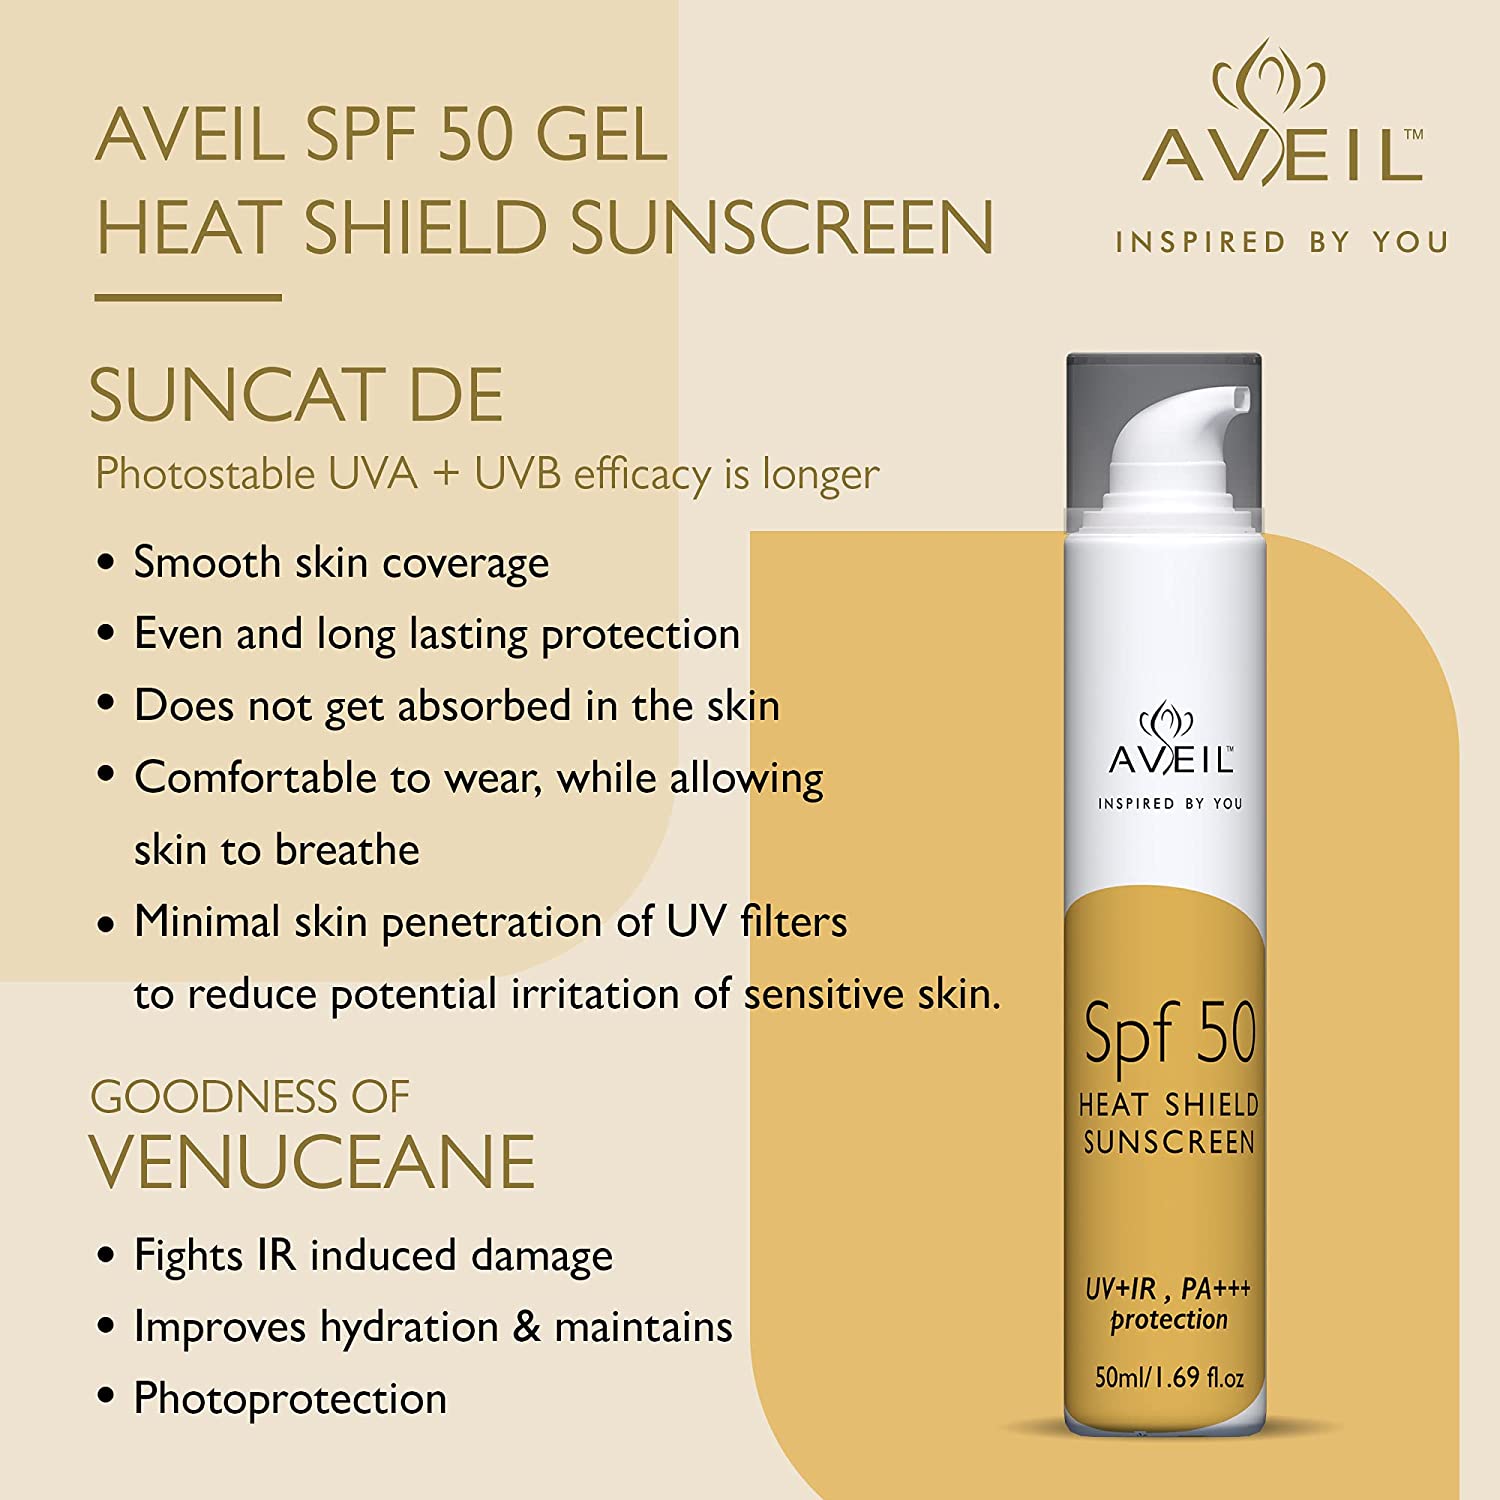 AVEIL SPF 50 GEL
HEAT SHIELD SUNSCREEN
AVEIL™
INSPIRED BY YOU
SUNCAT DE
Photostable UVA + UVB efficacy is longer
• Smooth skin coverage
• Even and long lasting protection
• Does not get absorbed in the skin
• Comfortable to wear, while allowing
skin to breathe
• Minimal skin penetration of UV filters
to reduce potential irritation of sensitive skin.
GOODNESS OF
VENUCEANE
• Fights IR induced damage
• Improves hydration & maintains
• Photoprotection
AVEIL™
INSPIRED BY YOU
Spf 50
HEAT SHIELD
SUNSCREEN
UV+IR , PA+++
protection
50ml/1.69 fl.oz